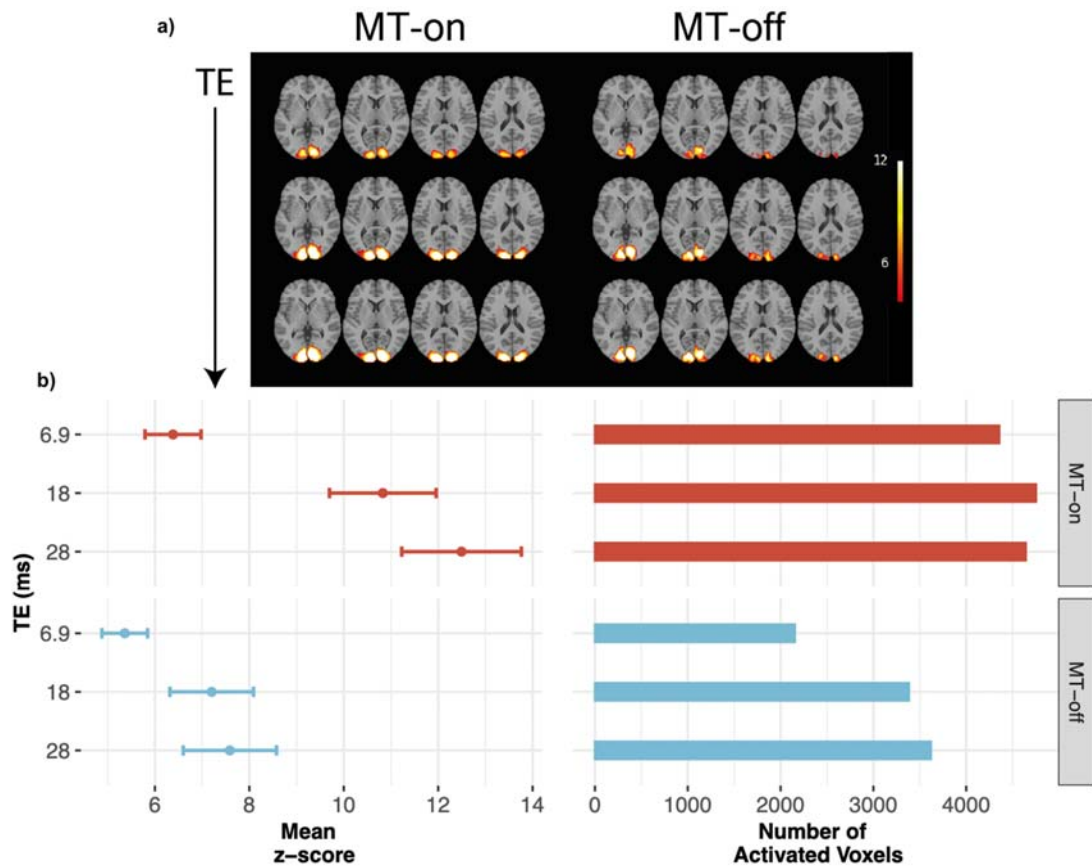 a)
MT-on
MT-off
TE
12
6
b)
6.9
18
28
MT-on
TE (ms)
6.9
18
28
MT-off
6
8
10
12
14
0
1000
2000
3000
4000
Mean
z-score
Number of
Activated Voxels